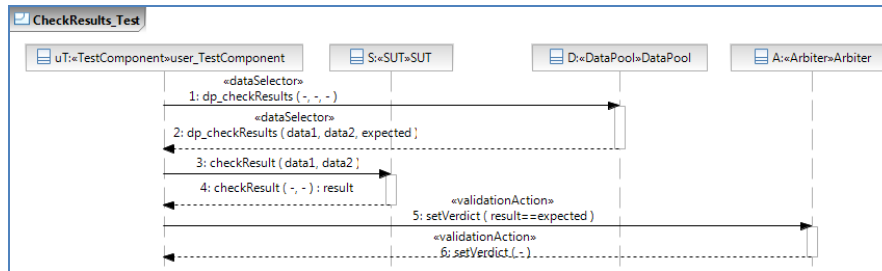 CheckResults_Test
uT:«TestComponent»user_TestComponent
S:«SUT»SUT
D:«DataPool»DataPool
A:«Arbiter»Arbiter
«dataSelector»
1: dp_checkResults ( -, -, - )
«dataSelector»
2: dp_checkResults ( data1, data2, expected )
3: checkResult ( data1, data2 )
4: checkResult ( -, - ) : result
«validationAction»
5: setVerdict ( result==expected )
«validationAction»
6: setVerdict ( - )